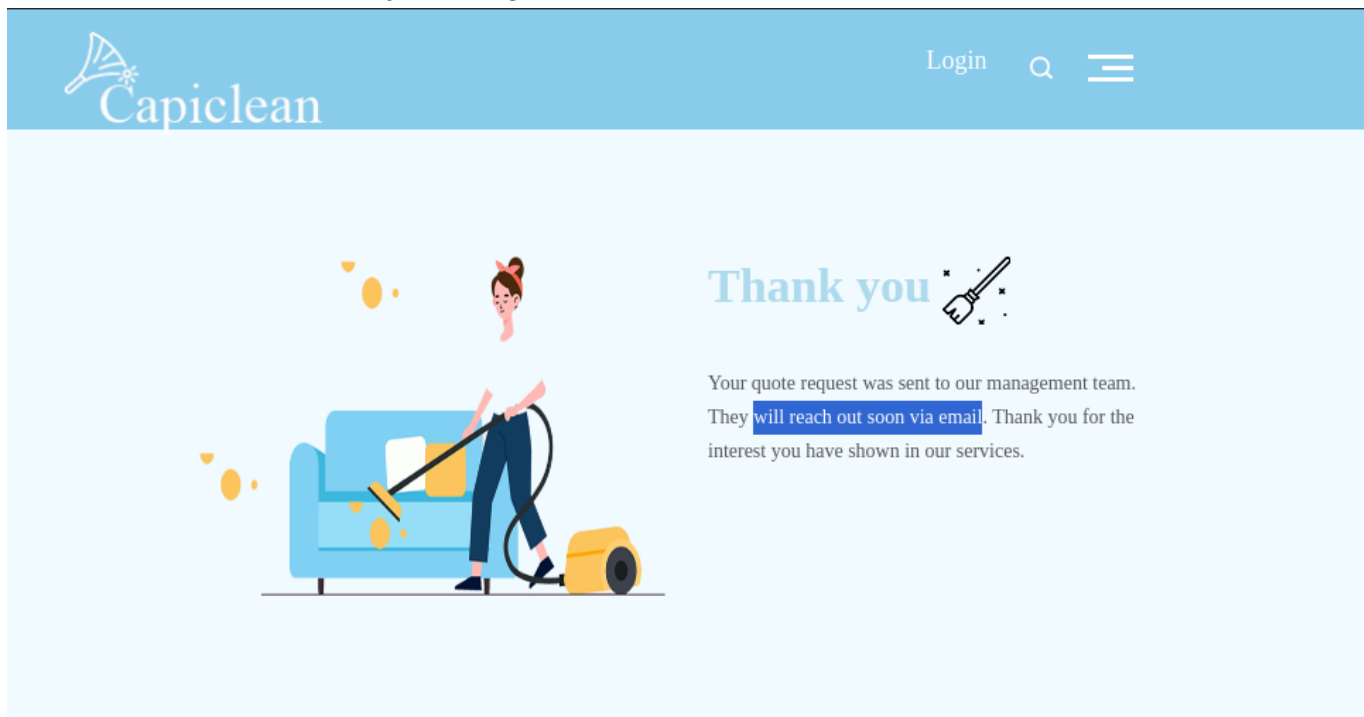 Capiclean
Login
Thank you
Your quote request was sent to our management team.
They will reach out soon via email. Thank you for the
interest you have shown in our services.